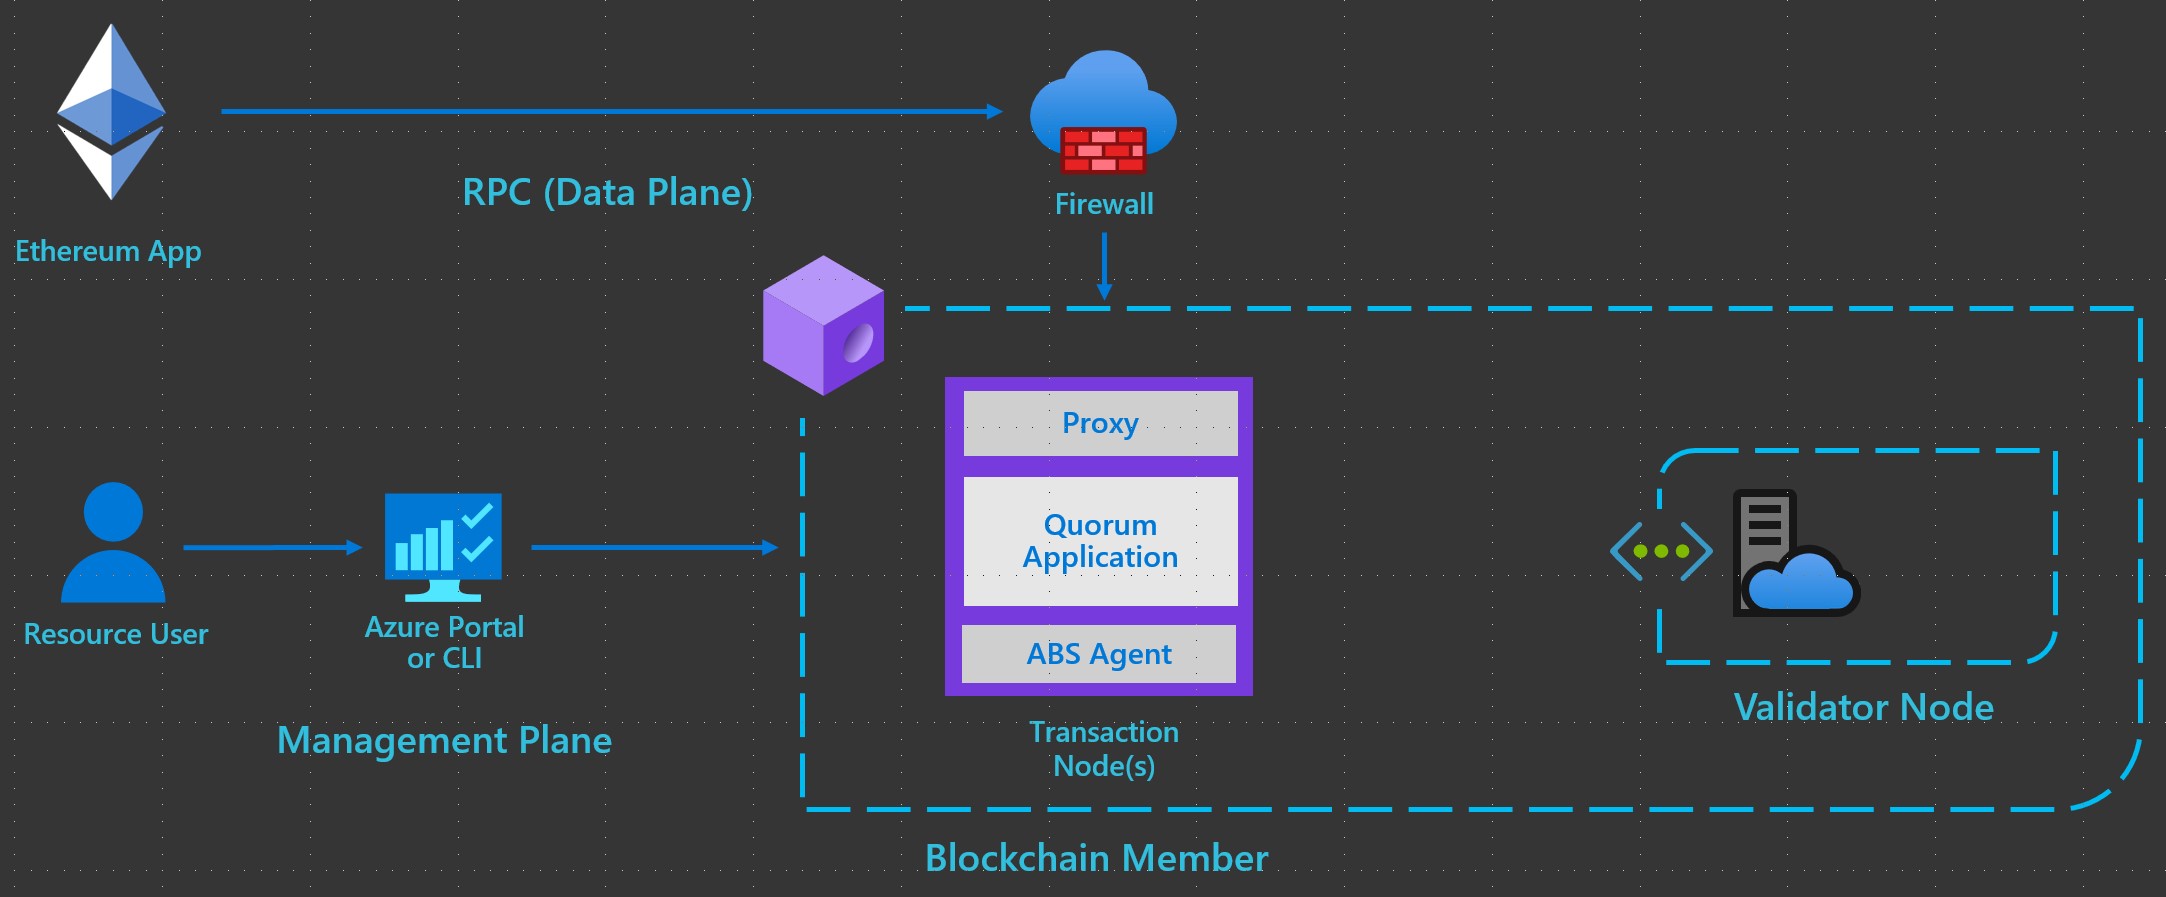 Ethereum App
RPC (Data Plane)
Firewall
Resource User
Azure Portal
or CLI
Management Plane
Proxy
Quorum
Application
ABS Agent
Transaction
Node(s)
Validator Node
Blockchain Member